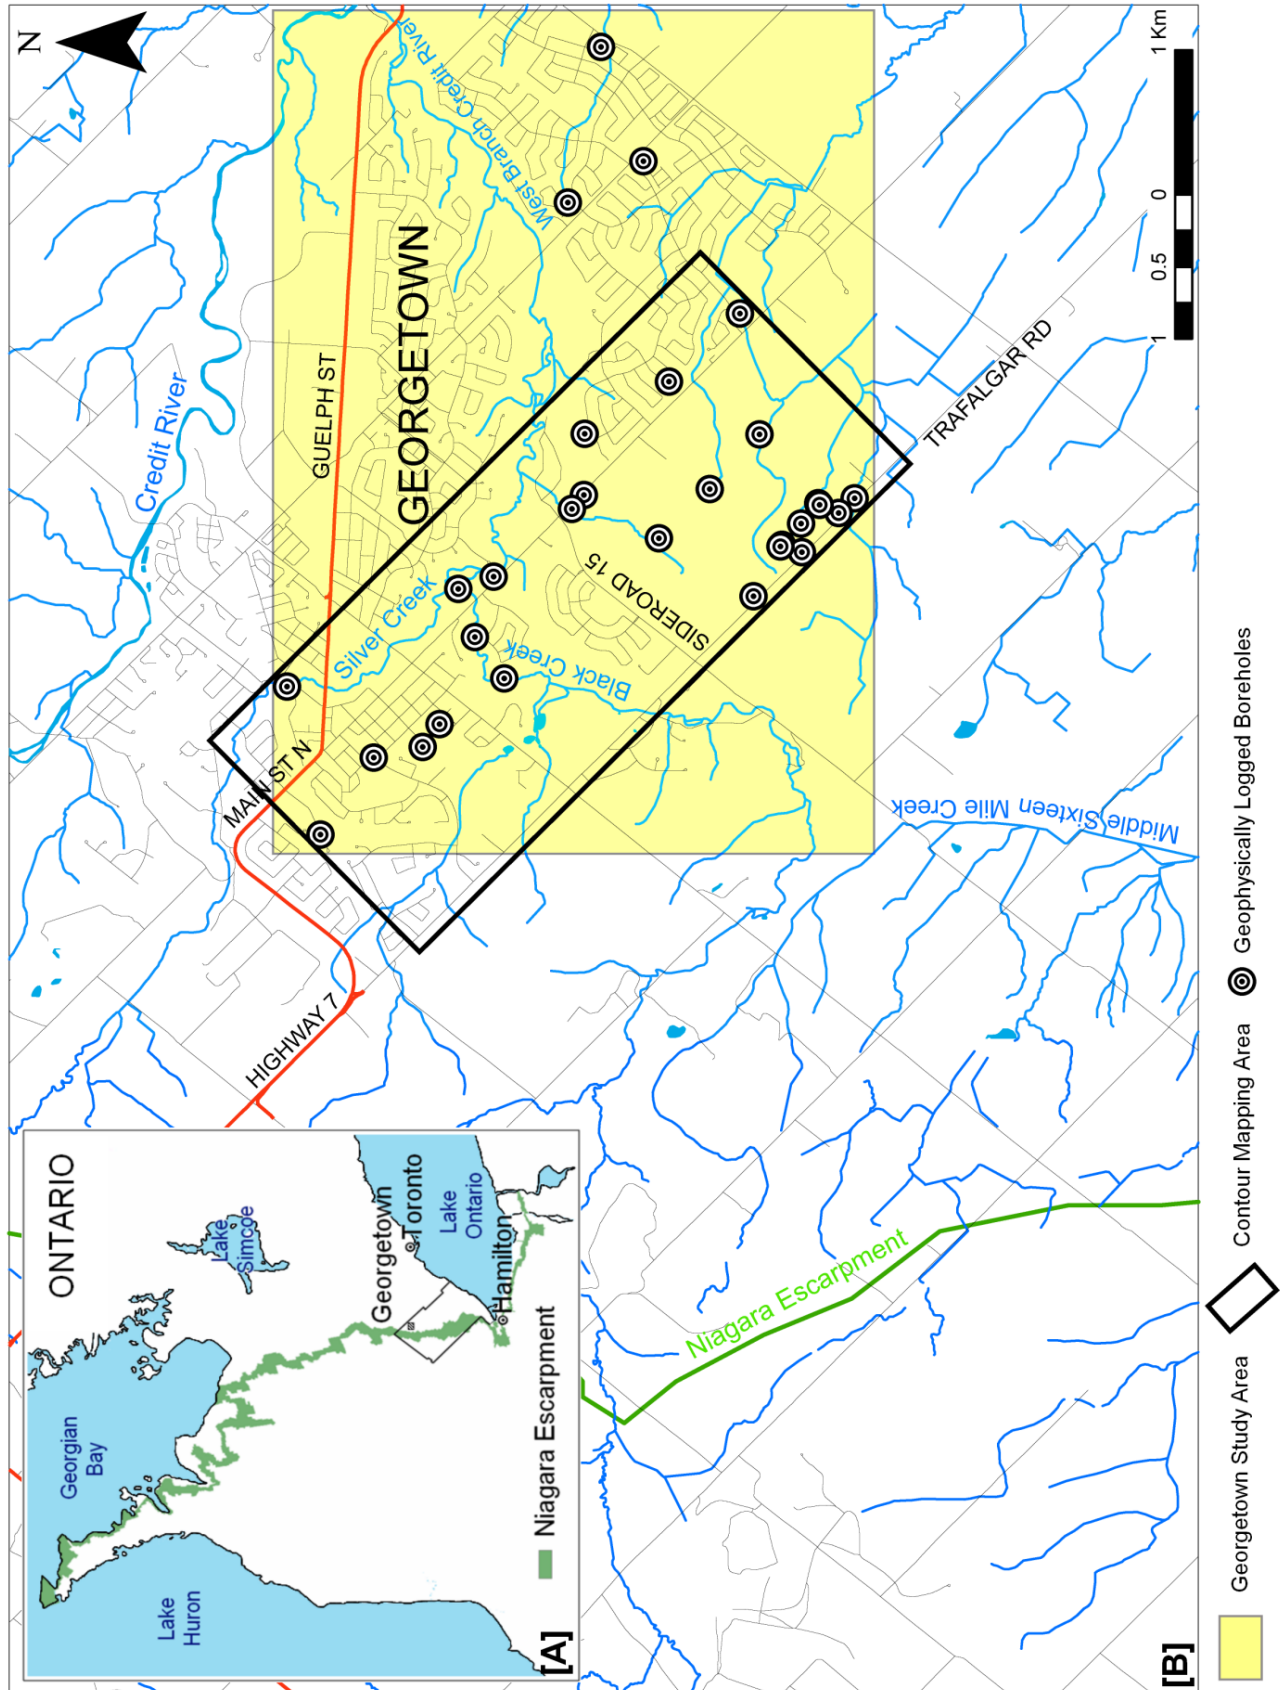 ONTARIO
Georgian
Bay
Lake
Simcoe
Lake
Huron
Georgetown
Toronto
Lake
Ontario
Hamilton
Niagara Escarpment
[A]
N
Credit River
HIGHWAY 7
MAIN ST N
GUELPH ST
GEORGETOWN
West Branch Credit River
Silver Creek
Black Creek
SIDEROAD 15
TRAFALGAR RD
Middle Sixteen Mile Creek
Niagara Escarpment
1 0.5 0 1 Km
[B]
Georgetown Study Area
Contour Mapping Area
Geophysically Logged Boreholes